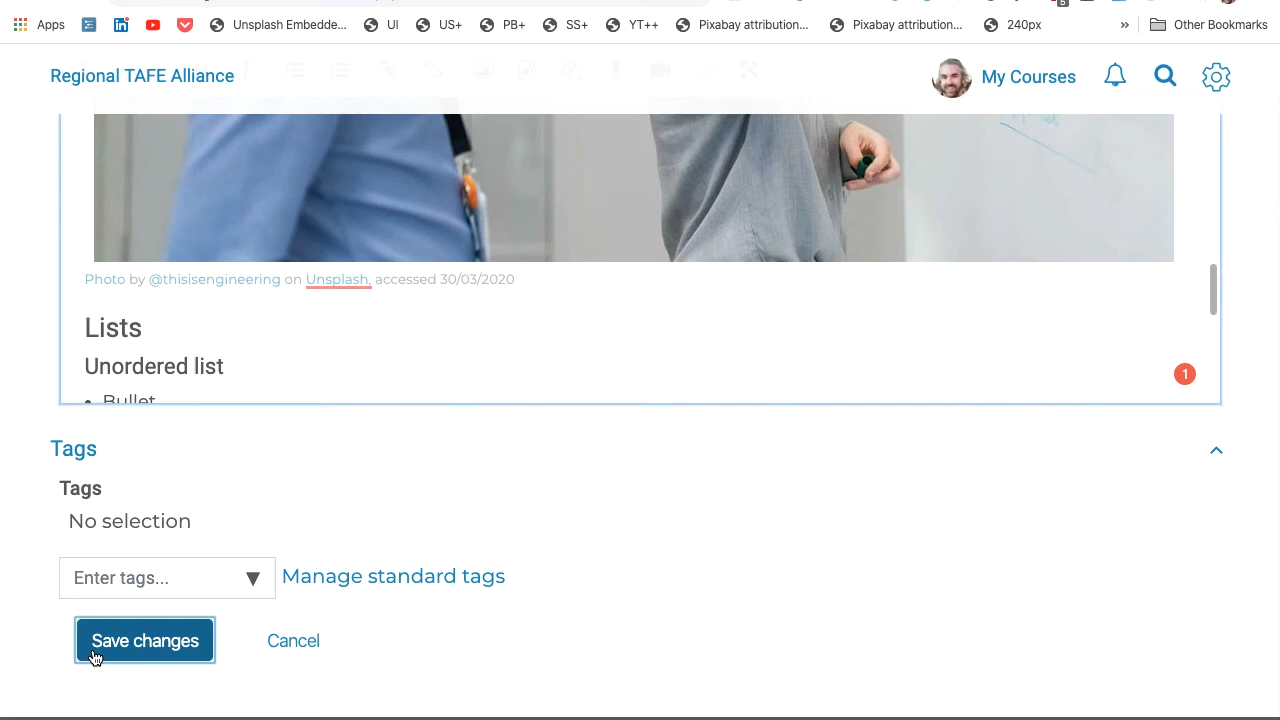 Apps Unsplash Embedde... UI US+ PB+ SS+ YT++ Pixabay attribution... Pixabay attribution... 240px » Other Bookmarks
Regional TAFE Alliance My Courses
Photo by @thisisengineering on Unsplash, accessed 30/03/2020
Lists
Unordered list
• Bullet
1
Tags
Tags
No selection
Enter tags... ▼ Manage standard tags
Save changes Cancel